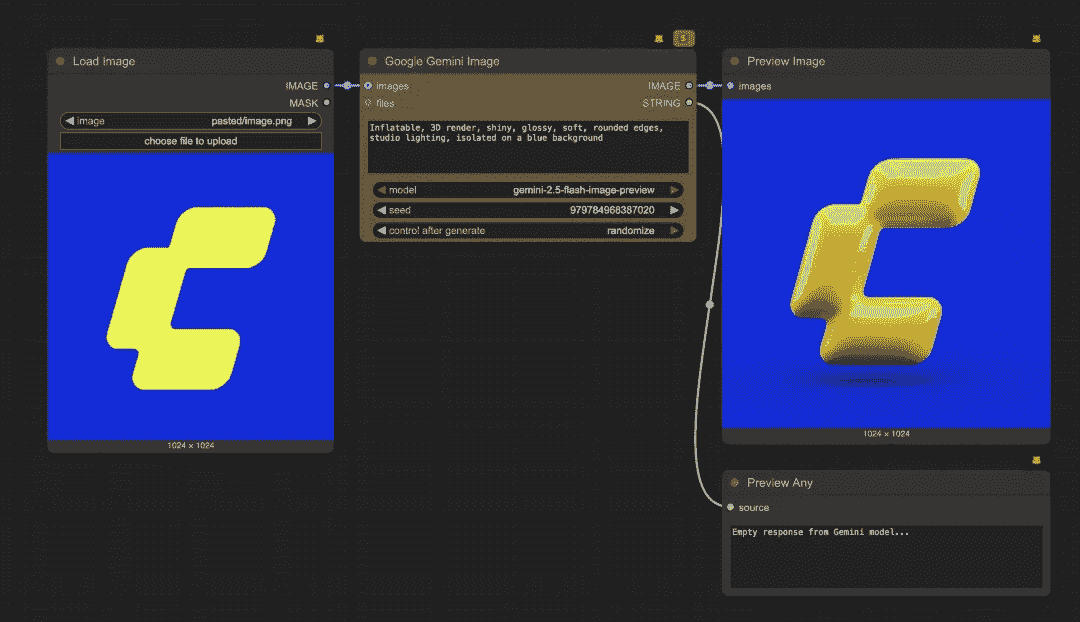 Load Image
IMAGE
MASK
image pasted/image.png
choose file to upload
1024 × 1024
Google Gemini Image
images IMAGE
files STRING
Inflatable, 3D render, shiny, glossy, soft, rounded edges,
studio lighting, isolated on a blue background
model gemini-2.5-flash-image-preview
seed 979784968387020
control after generate randomize
Preview Image
images
1024 × 1024
Preview Any
source
Empty response from Gemini model...